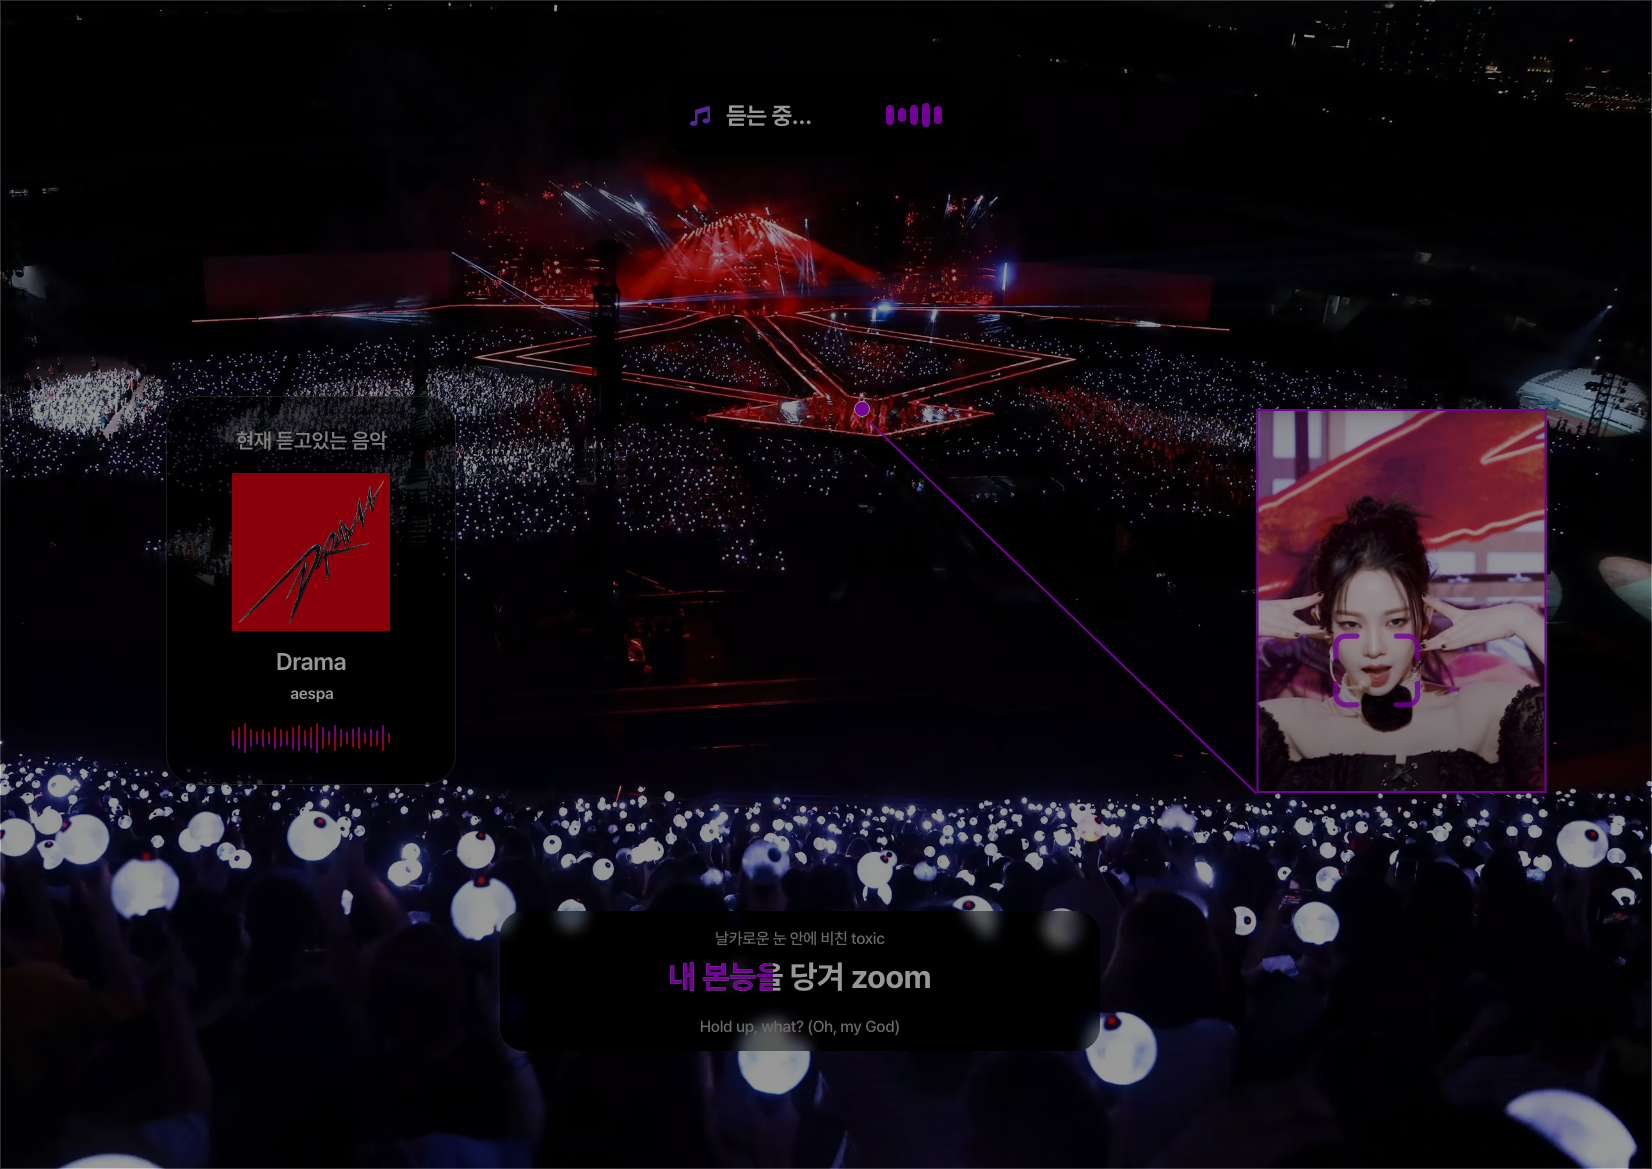 듣는 중...
현재 듣고있는 음악
Drama
Drama
aespa
날카로운 눈 안에 비친 toxic
내 본능을 당겨 zoom
Hold up, what? (Oh, my God)